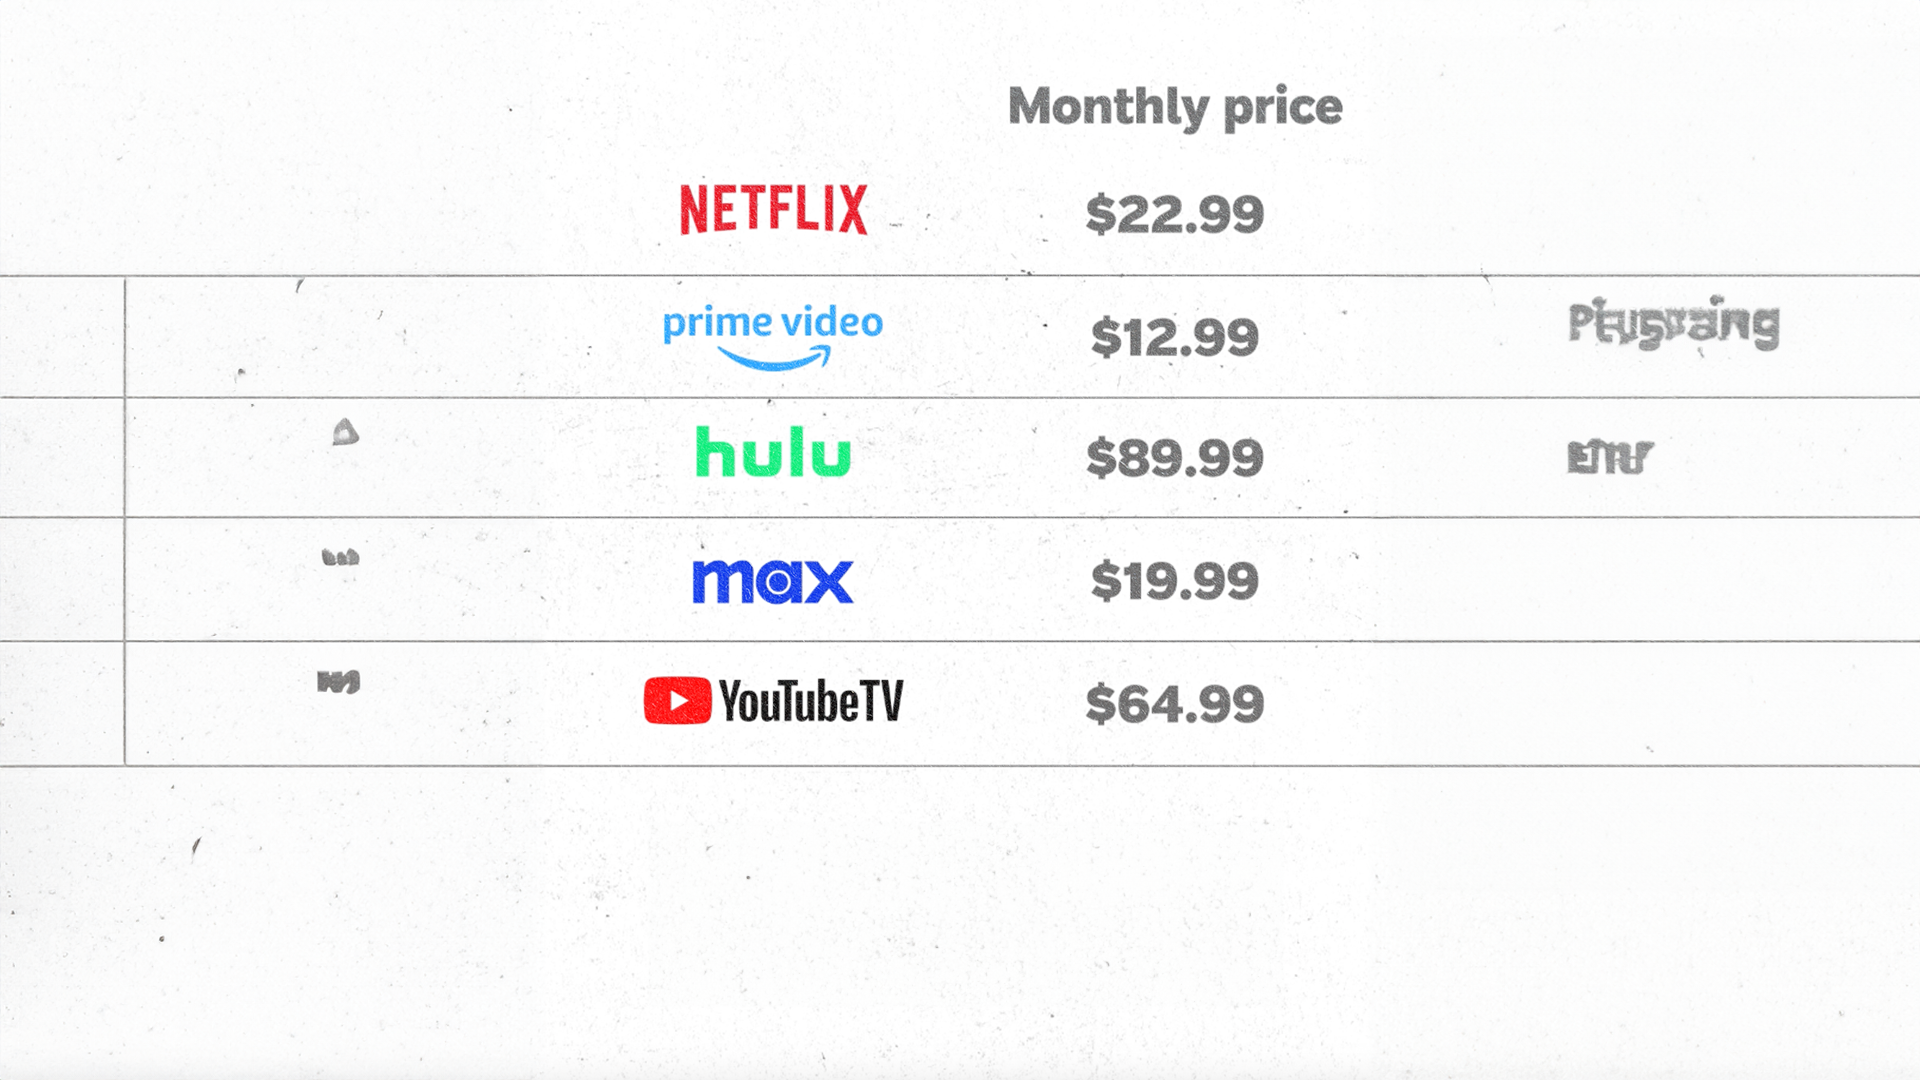 Monthly price
NETFLIX $22.99
prime video $12.99
hulu $89.99
max $19.99
YouTubeTV $64.99